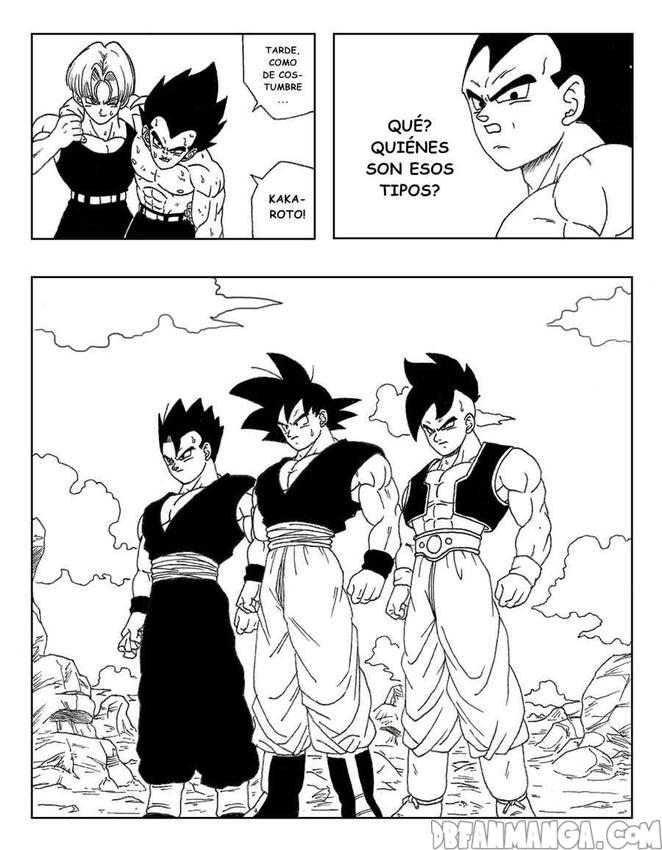 TARDE,
COMO
DE COS-
TUMBRE
...
KAKA-
ROTO!
QUÉ?
QUIÉNES
SON ESOS
TIPOS?
DBFANMANGA.COM